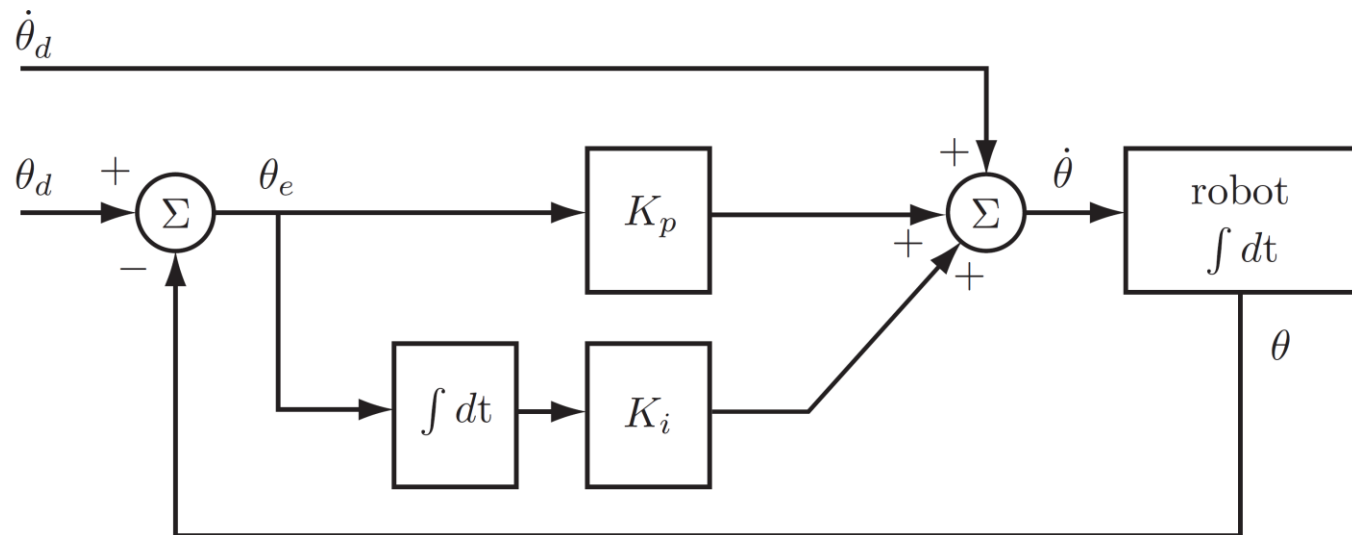 θ̇_d
θ_d + Σ θ_e K_p + + Σ + θ̇ robot ∫ dt
−
∫ dt K_i θ